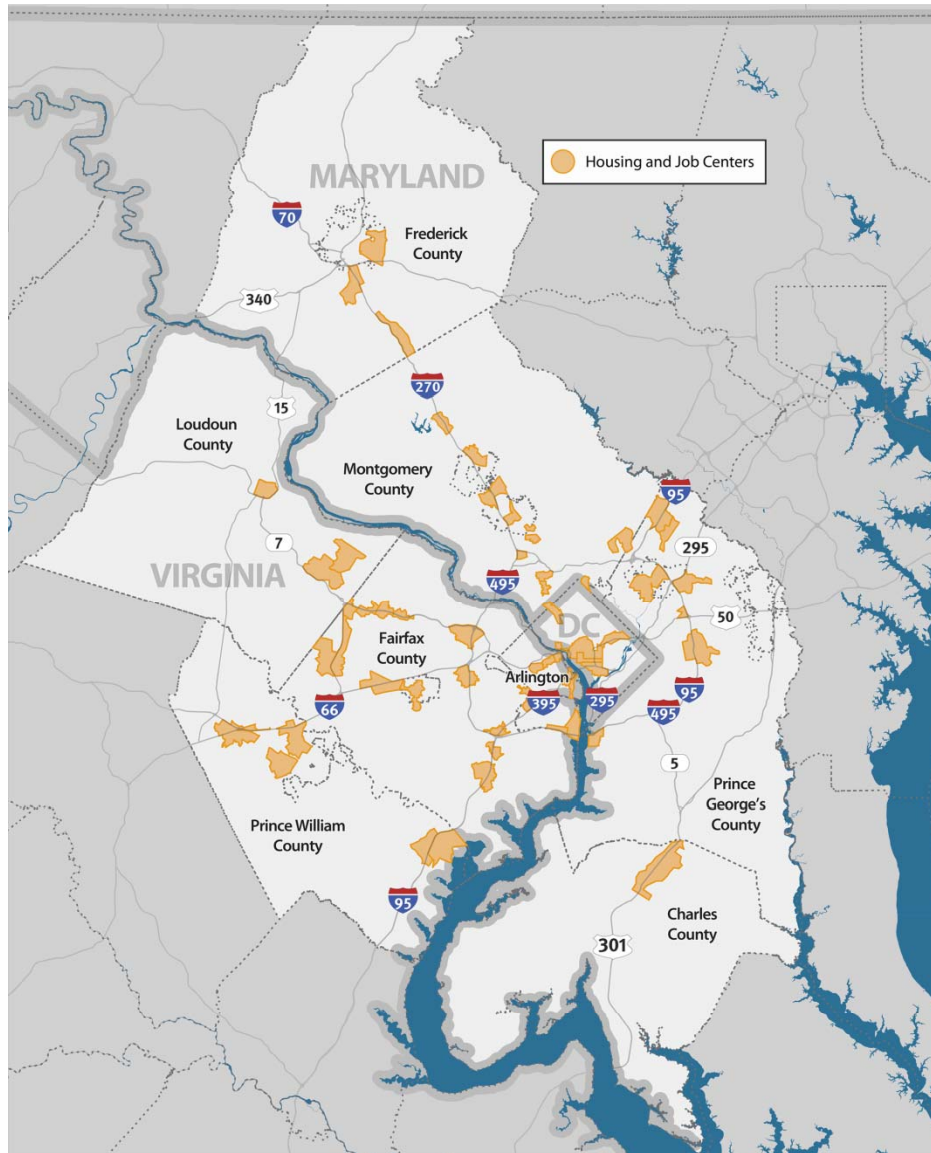 Housing and Job Centers
MARYLAND
70
Frederick
County
340
270
15
Loudoun
County
Montgomery
County
95
7
295
VIRGINIA
495
50
DC
Fairfax
County
Arlington
95
66
395
295
495
5
Prince
George's
County
Prince William
County
95
Charles
County
301